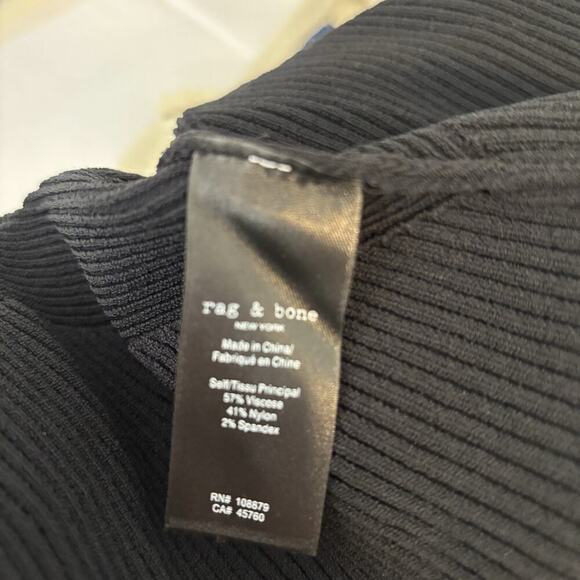 rag & bone
NEW YORK
Made in China/
Fabriqué en Chine
Self/Tissu Principal
57% Viscose
41% Nylon
2% Spandex
RN# 108879
CA# 45760